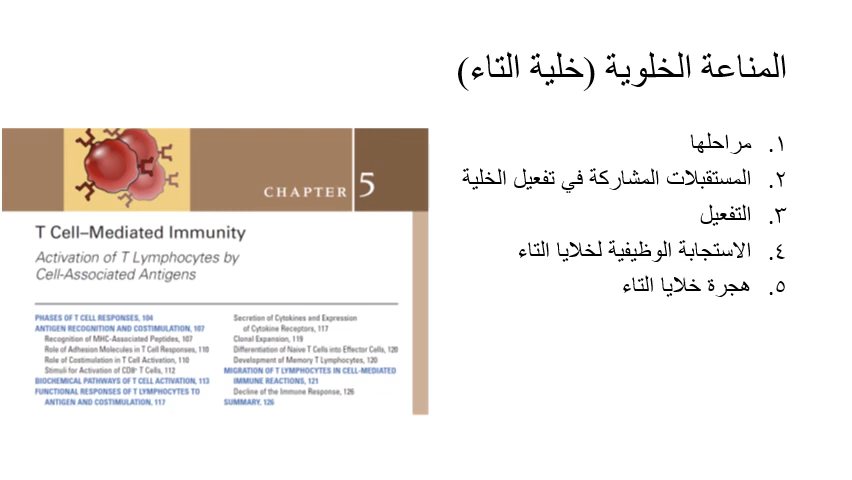 المناعة الخلوية (خلية التاء)
١. مراحلها
٢. المستقبلات المشاركة في تفعيل الخلية
٣. التفعيل
٤. الاستجابة الوظيفية لخلايا التاء
٥. هجرة خلايا التاء
CHAPTER 5
T Cell–Mediated Immunity
Activation of T Lymphocytes by
Cell-Associated Antigens
PHASES OF T CELL RESPONSES, 104
ANTIGEN RECOGNITION AND COSTIMULATION, 107
Recognition of MHC-Associated Peptides, 107
Role of Adhesion Molecules in T Cell Responses, 110
Role of Costimulation in T Cell Activation, 110
Stimuli for Activation of CD8⁺ T Cells, 112
BIOCHEMICAL PATHWAYS OF T CELL ACTIVATION, 113
FUNCTIONAL RESPONSES OF T LYMPHOCYTES TO
ANTIGEN AND COSTIMULATION, 117
Secretion of Cytokines and Expression
of Cytokine Receptors, 117
Clonal Expansion, 119
Differentiation of Naive T Cells into Effector Cells, 120
Development of Memory T Lymphocytes, 120
MIGRATION OF T LYMPHOCYTES IN CELL-MEDIATED
IMMUNE REACTIONS, 121
Decline of the Immune Response, 126
SUMMARY, 126